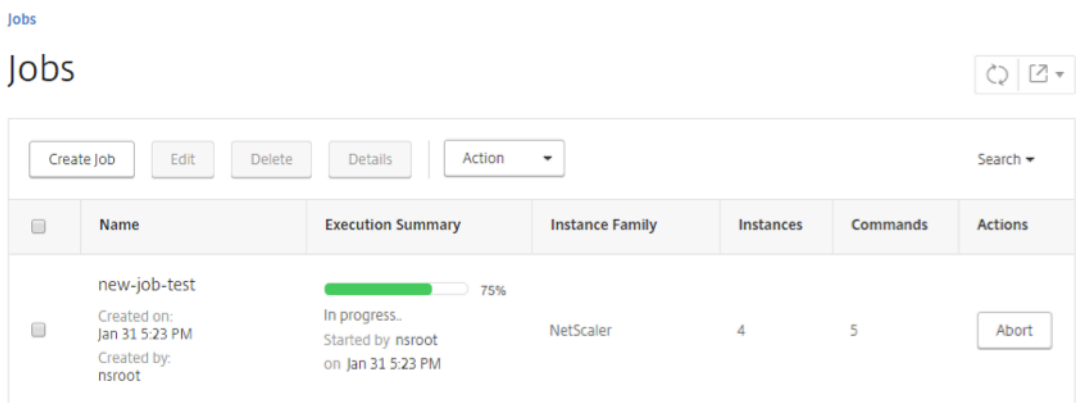 Jobs
Jobs
Create Job Edit Delete Details Action Search
Name Execution Summary Instance Family Instances Commands Actions
new-job-test
Created on:
Jan 31 5:23 PM
Created by:
nsroot
75%
In progress..
Started by nsroot
on Jan 31 5:23 PM
NetScaler
4
5
Abort